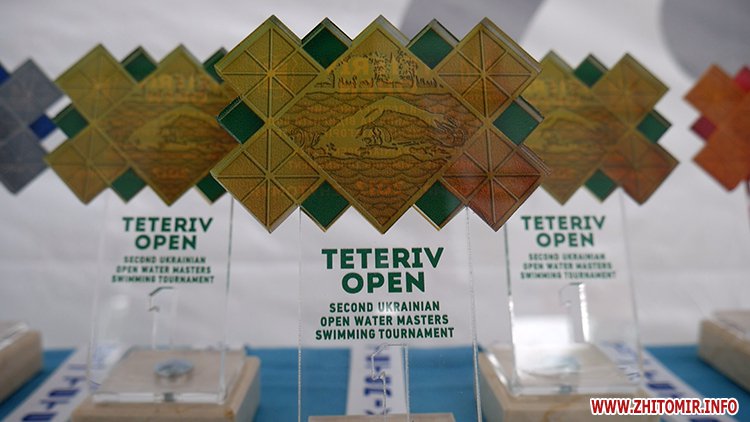 TETERIV
OPEN
SECOND UKRAINIAN
OPEN WATER MASTERS
SWIMMING TOURNAMENT
TETERIV
OPEN
SECOND UKRAINIAN
OPEN WATER MASTERS
SWIMMING TOURNAMENT
TETERIV
OPEN
SECOND UKRAINIAN
OPEN WATER MASTERS
SWIMMING TOURNAMENT
WWW.ZHITOMIR.INFO